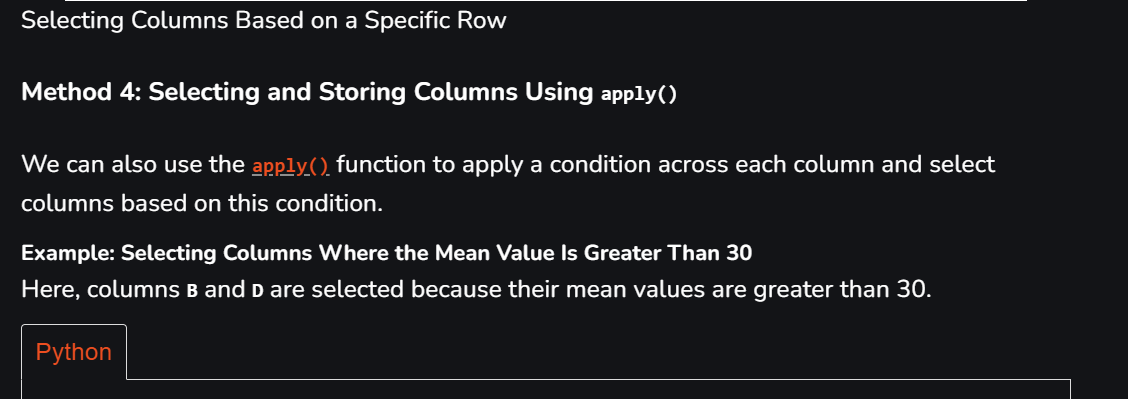 Selecting Columns Based on a Specific Row
Method 4: Selecting and Storing Columns Using apply()
We can also use the apply() function to apply a condition across each column and select
columns based on this condition.
Example: Selecting Columns Where the Mean Value Is Greater Than 30
Here, columns B and D are selected because their mean values are greater than 30.
Python